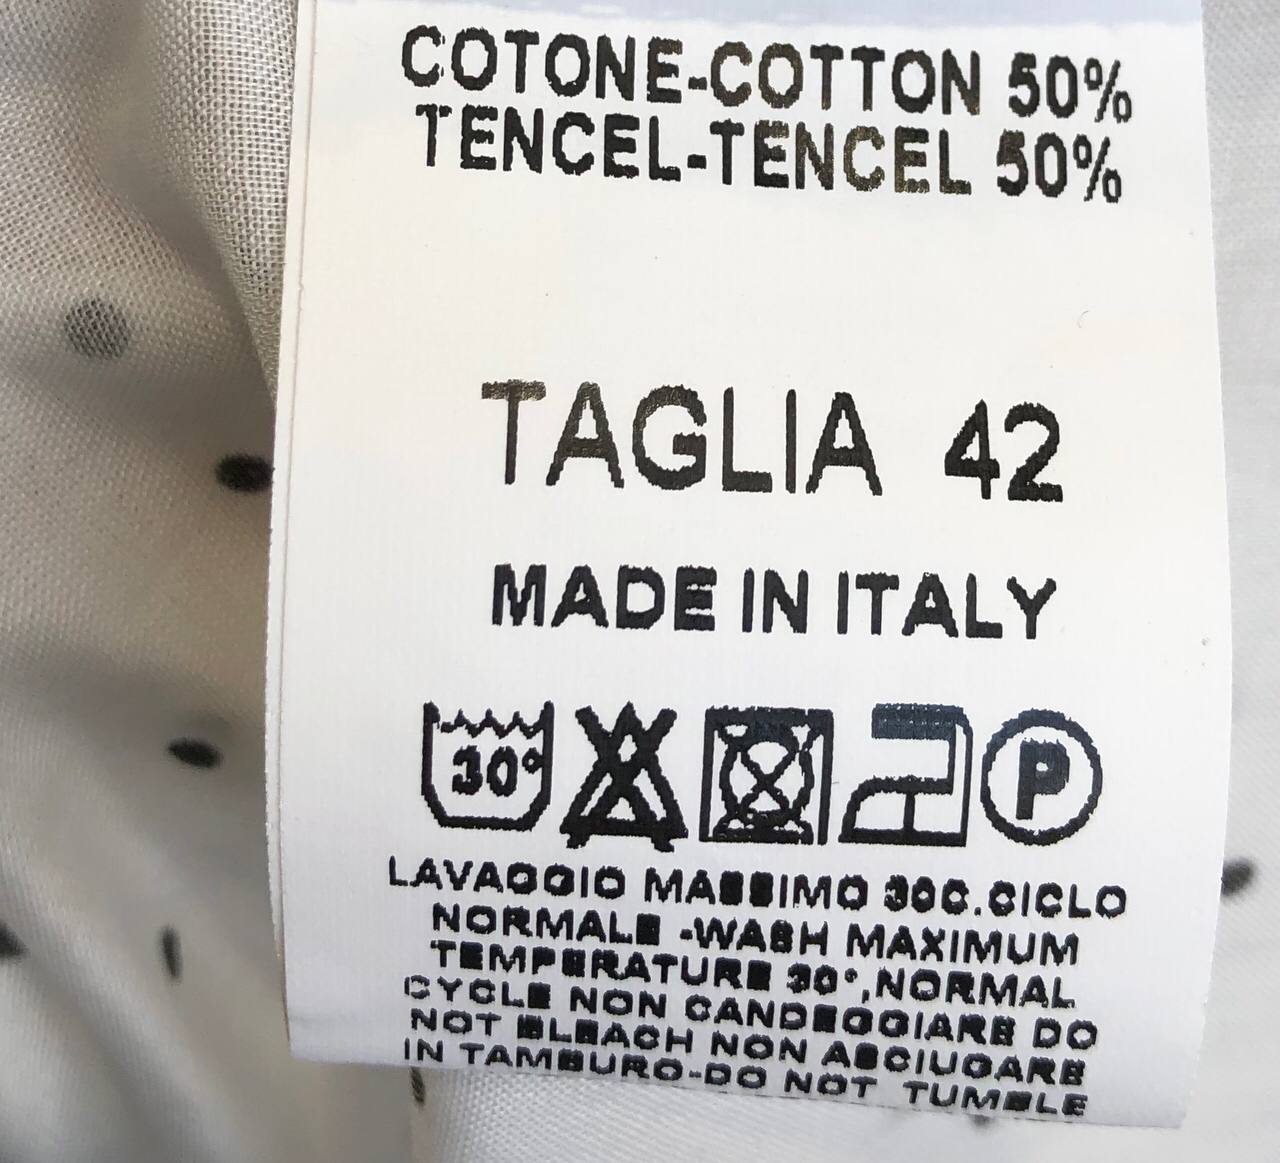 COTONE-COTTON 50%
TENCEL-TENCEL 50%
TAGLIA 42
MADE IN ITALY
30° P
LAVAGGIO MASSIMO 30C.CICLO
NORMALE -WASH MAXIMUM
TEMPERATURE 30°,NORMAL
CYCLE NON CANDEGGIARE DO
NOT BLEACH NON ASCIUGARE
IN TAMBURO-DO NOT TUMBLE